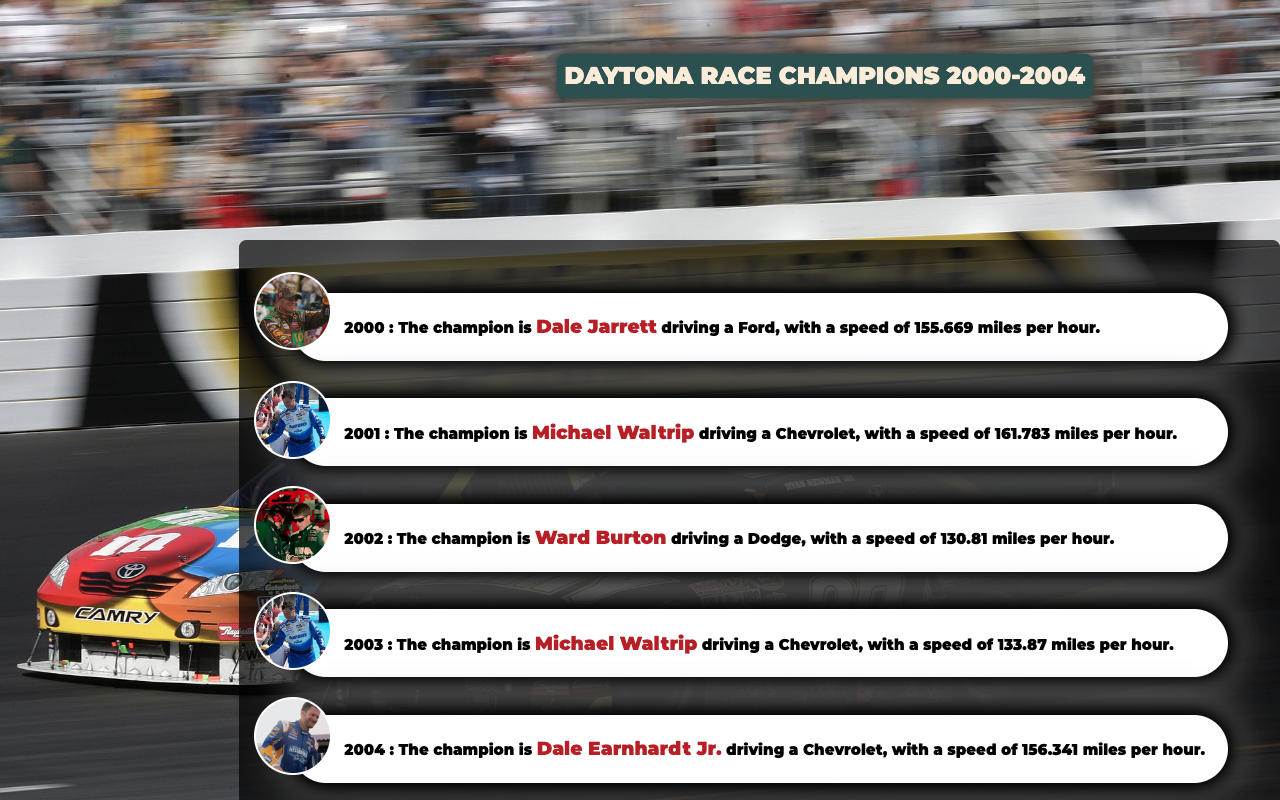 DAYTONA RACE CHAMPIONS 2000-2004
2000 : The champion is Dale Jarrett driving a Ford, with a speed of 155.669 miles per hour.
2001 : The champion is Michael Waltrip driving a Chevrolet, with a speed of 161.783 miles per hour.
2002 : The champion is Ward Burton driving a Dodge, with a speed of 130.81 miles per hour.
m
CAMRY
2003 : The champion is Michael Waltrip driving a Chevrolet, with a speed of 133.87 miles per hour.
2004 : The champion is Dale Earnhardt Jr. driving a Chevrolet, with a speed of 156.341 miles per hour.